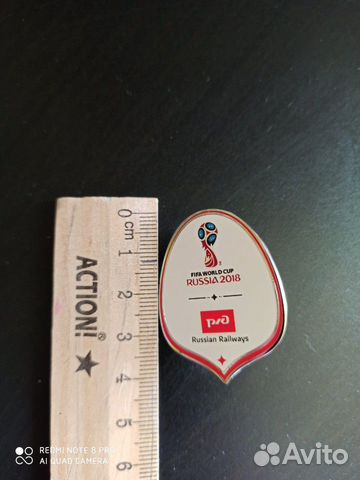 0 cm 1 2 3 4 5 6
ACTION!®
FIFA WORLD CUP
RUSSIA 2018
ржд
Russian Railways
REDMI NOTE 8 PRO
AI QUAD CAMERA
Avito